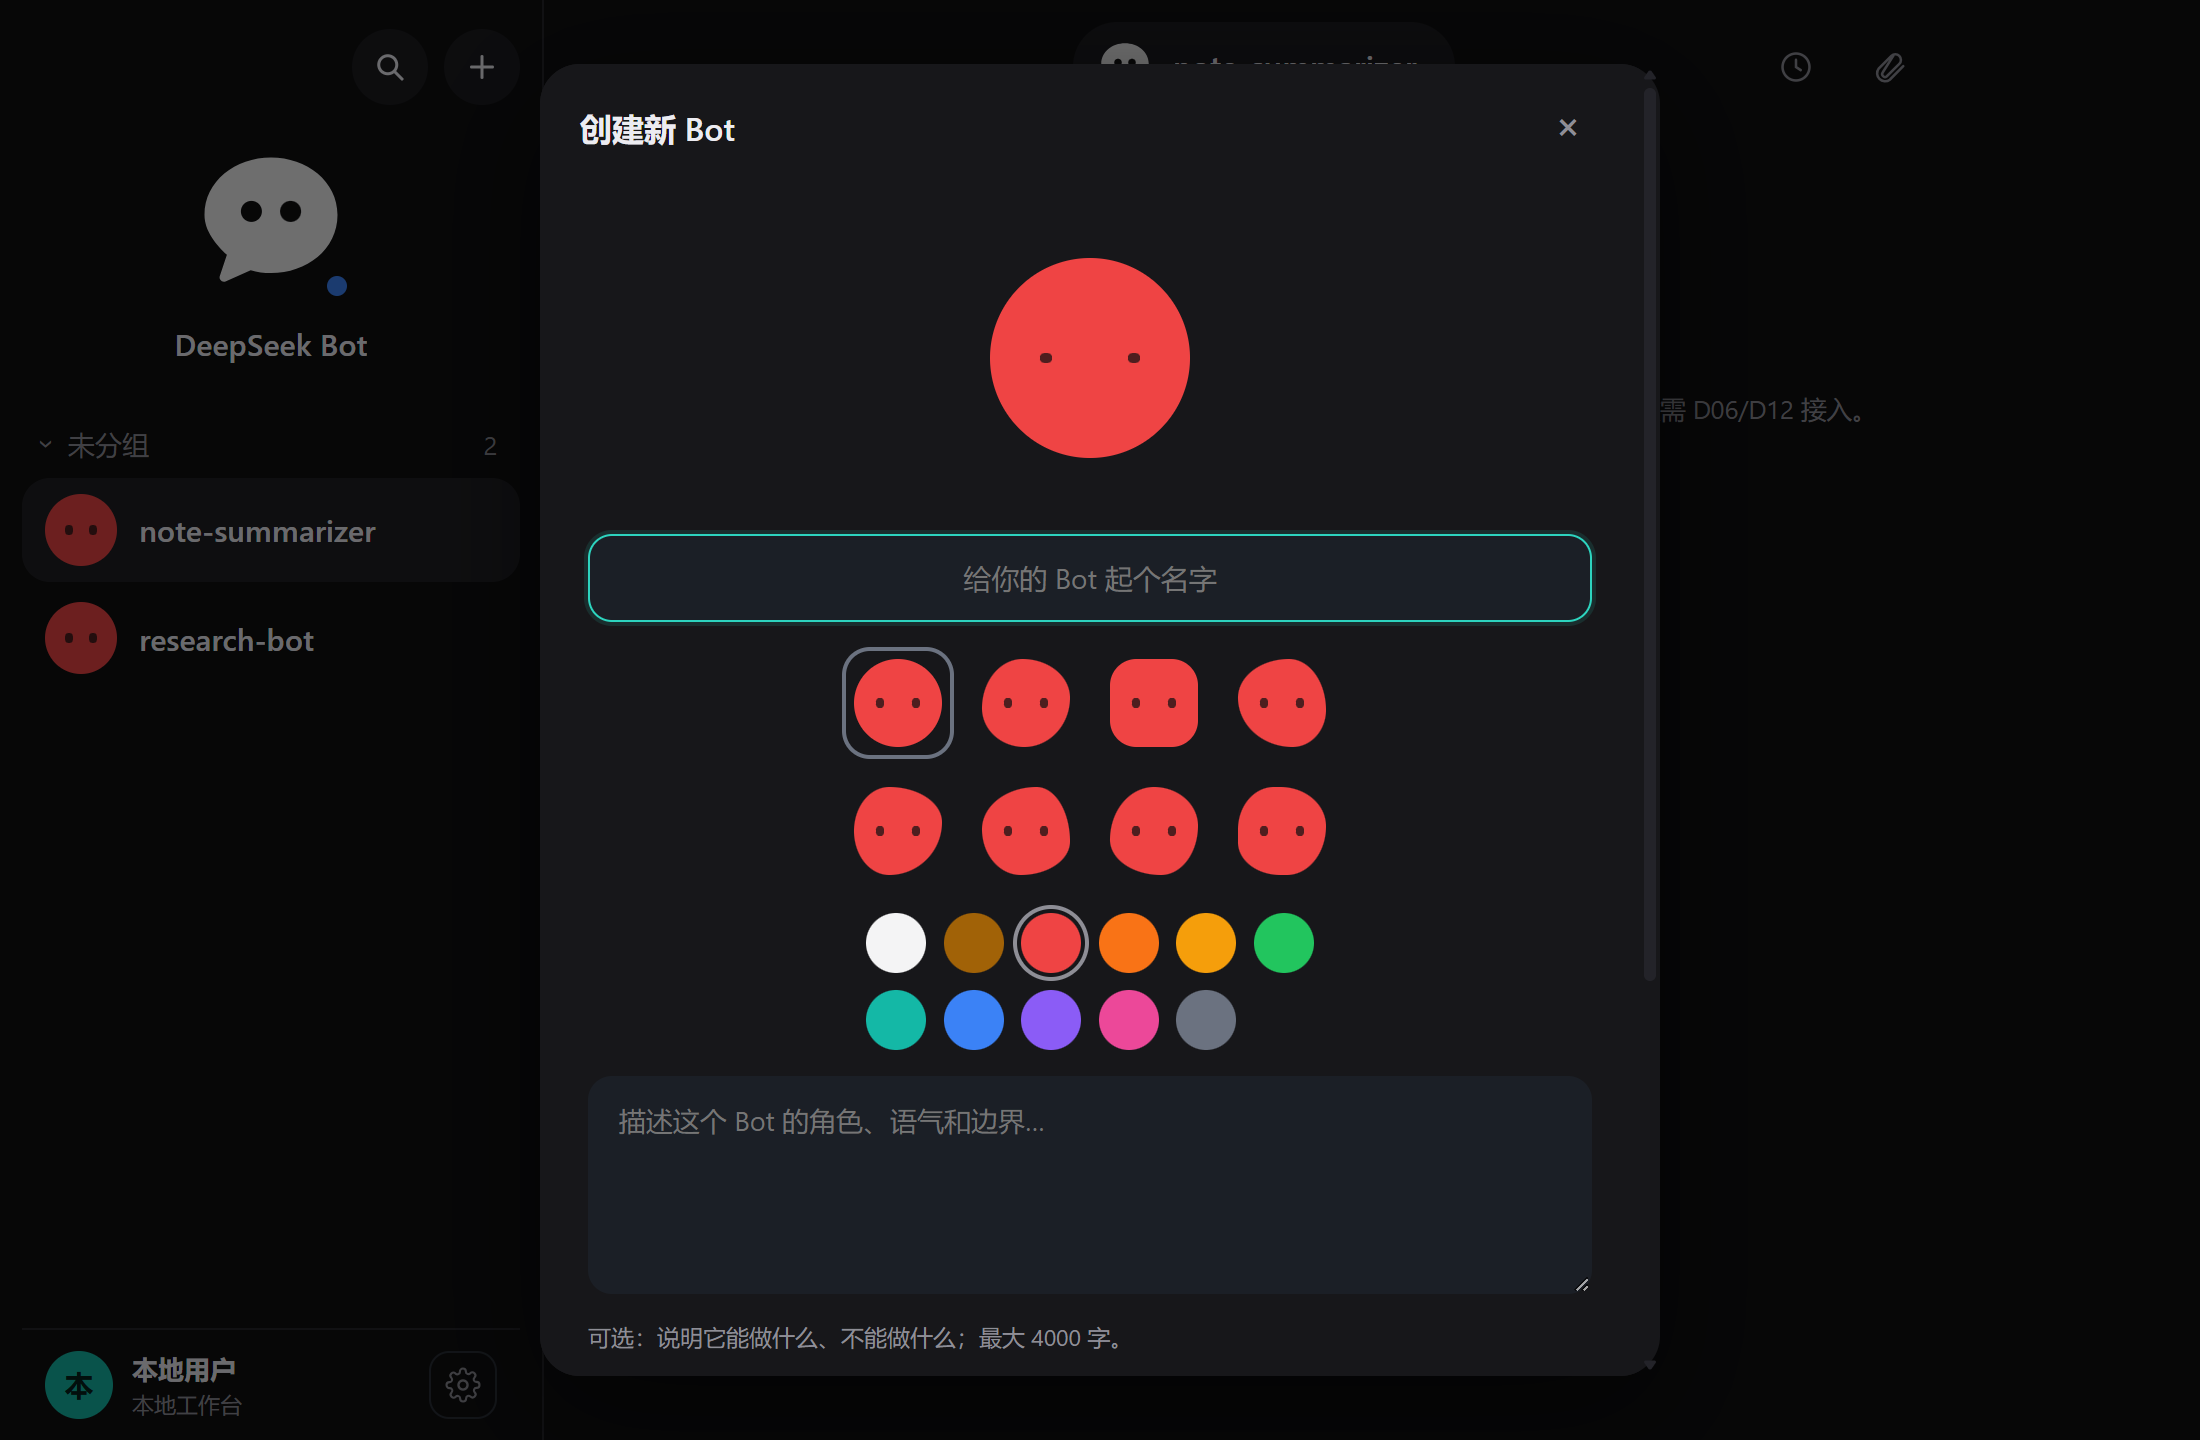 创建新 Bot
DeepSeek Bot
未分组
2
note-summarizer
research-bot
需 D06/D12 接入。
给你的 Bot 起个名字
描述这个 Bot 的角色、语气和边界...
可选：说明它能做什么、不能做什么；最大 4000 字。
本
本地用户
本地工作台